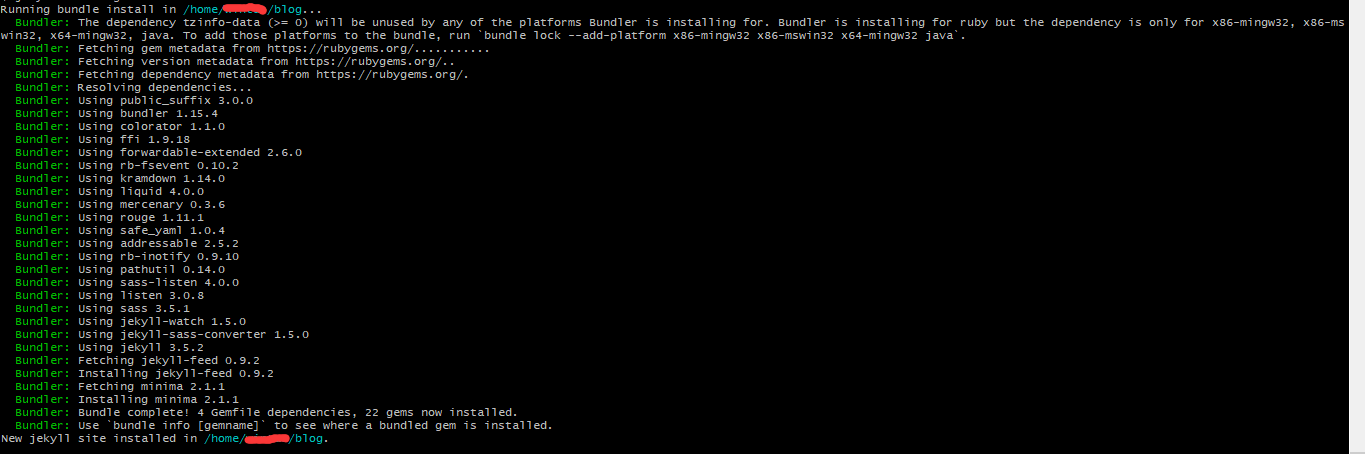 Running bundle install in /home/ /blog...
Bundler: The dependency tzinfo-data (>= 0) will be unused by any of the platforms Bundler is installing for. Bundler is installing for ruby but the dependency is only for x86-mingw32, x86-ms
win32, x64-mingw32, java. To add those platforms to the bundle, run `bundle lock --add-platform x86-mingw32 x86-mswin32 x64-mingw32 java`.
Bundler: Fetching gem metadata from https://rubygems.org/...........
Bundler: Fetching version metadata from https://rubygems.org/..
Bundler: Fetching dependency metadata from https://rubygems.org/.
Bundler: Resolving dependencies...
Bundler: Using public_suffix 3.0.0
Bundler: Using bundler 1.15.4
Bundler: Using colorator 1.1.0
Bundler: Using ffi 1.9.18
Bundler: Using forwardable-extended 2.6.0
Bundler: Using rb-fsevent 0.10.2
Bundler: Using kramdown 1.14.0
Bundler: Using liquid 4.0.0
Bundler: Using mercenary 0.3.6
Bundler: Using rouge 1.11.1
Bundler: Using safe_yaml 1.0.4
Bundler: Using addressable 2.5.2
Bundler: Using rb-inotify 0.9.10
Bundler: Using pathutil 0.14.0
Bundler: Using sass-listen 4.0.0
Bundler: Using listen 3.0.8
Bundler: Using sass 3.5.1
Bundler: Using jekyll-watch 1.5.0
Bundler: Using jekyll-sass-converter 1.5.0
Bundler: Using jekyll 3.5.2
Bundler: Fetching jekyll-feed 0.9.2
Bundler: Installing jekyll-feed 0.9.2
Bundler: Fetching minima 2.1.1
Bundler: Installing minima 2.1.1
Bundler: Bundle complete! 4 Gemfile dependencies, 22 gems now installed.
Bundler: Use `bundle info [gemname]` to see where a bundled gem is installed.
New jekyll site installed in /home/ /blog.